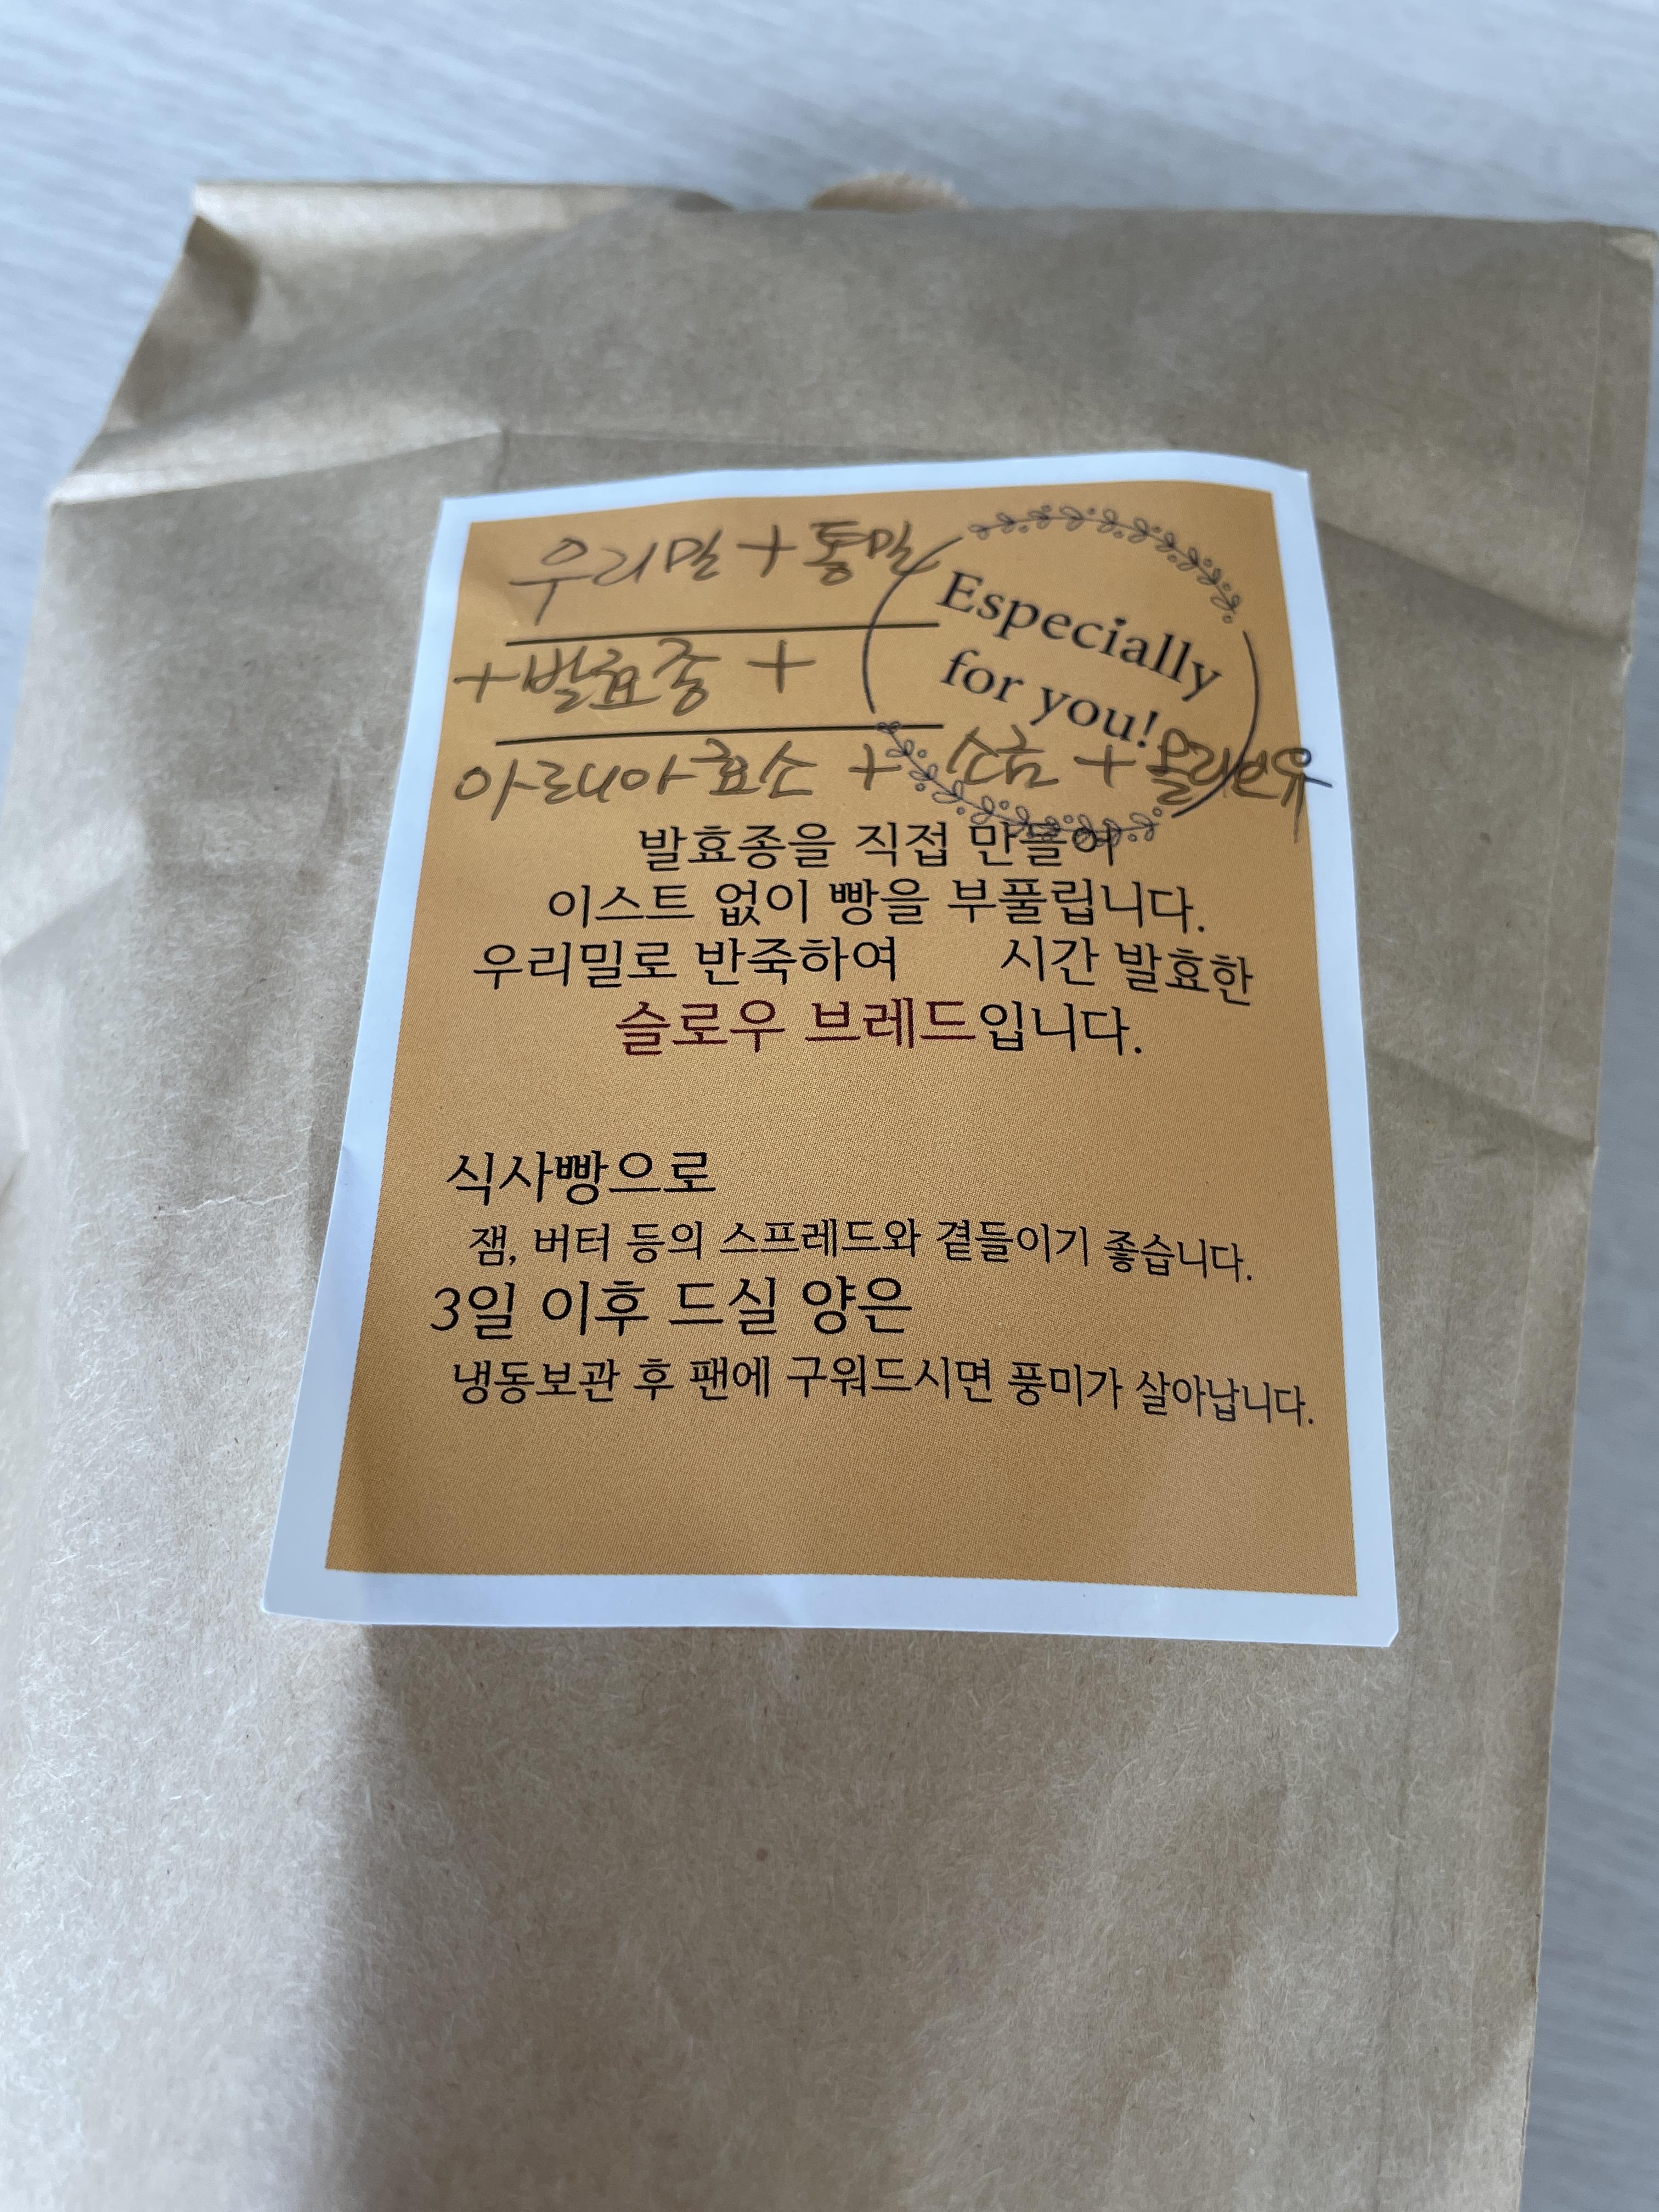 우리밀 + 통밀
Especially
for you!
+ 발효종 +
아로니아효소 + 소금 + 올리브유
발효종을 직접 만들어
이스트 없이 빵을 부풀립니다.
우리밀로 반죽하여 시간 발효한
슬로우 브레드입니다.
식사빵으로
잼, 버터 등의 스프레드와 곁들이기 좋습니다.
3일 이후 드실 양은
냉동보관 후 팬에 구워드시면 풍미가 살아납니다.